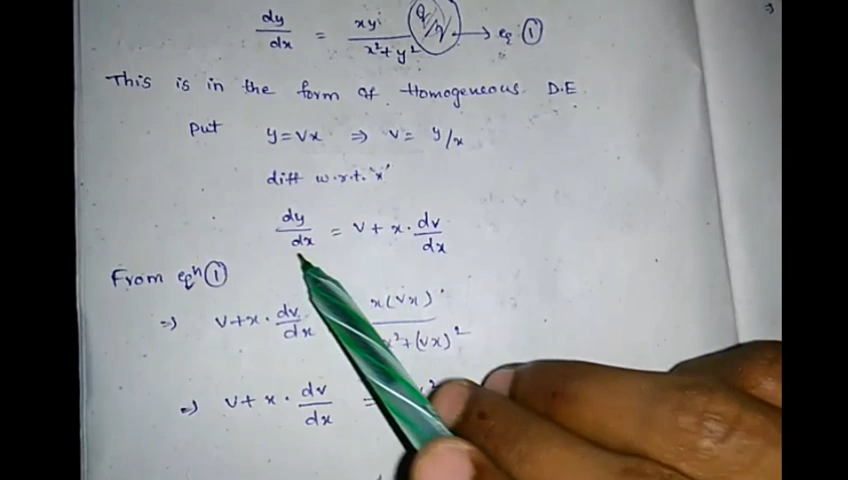 dy/dx = xy/x²+y² → eq ①
This is in the form of Homogeneous D.E
put y=vx ⇒ v= y/x
diff w.r.t. 'x'
dy/dx = v + x. dv/dx
From eqⁿ ①
⇒ v+x. dv/dx x(vx) x²+(vx)²
⇒ v+x. dv/dx =